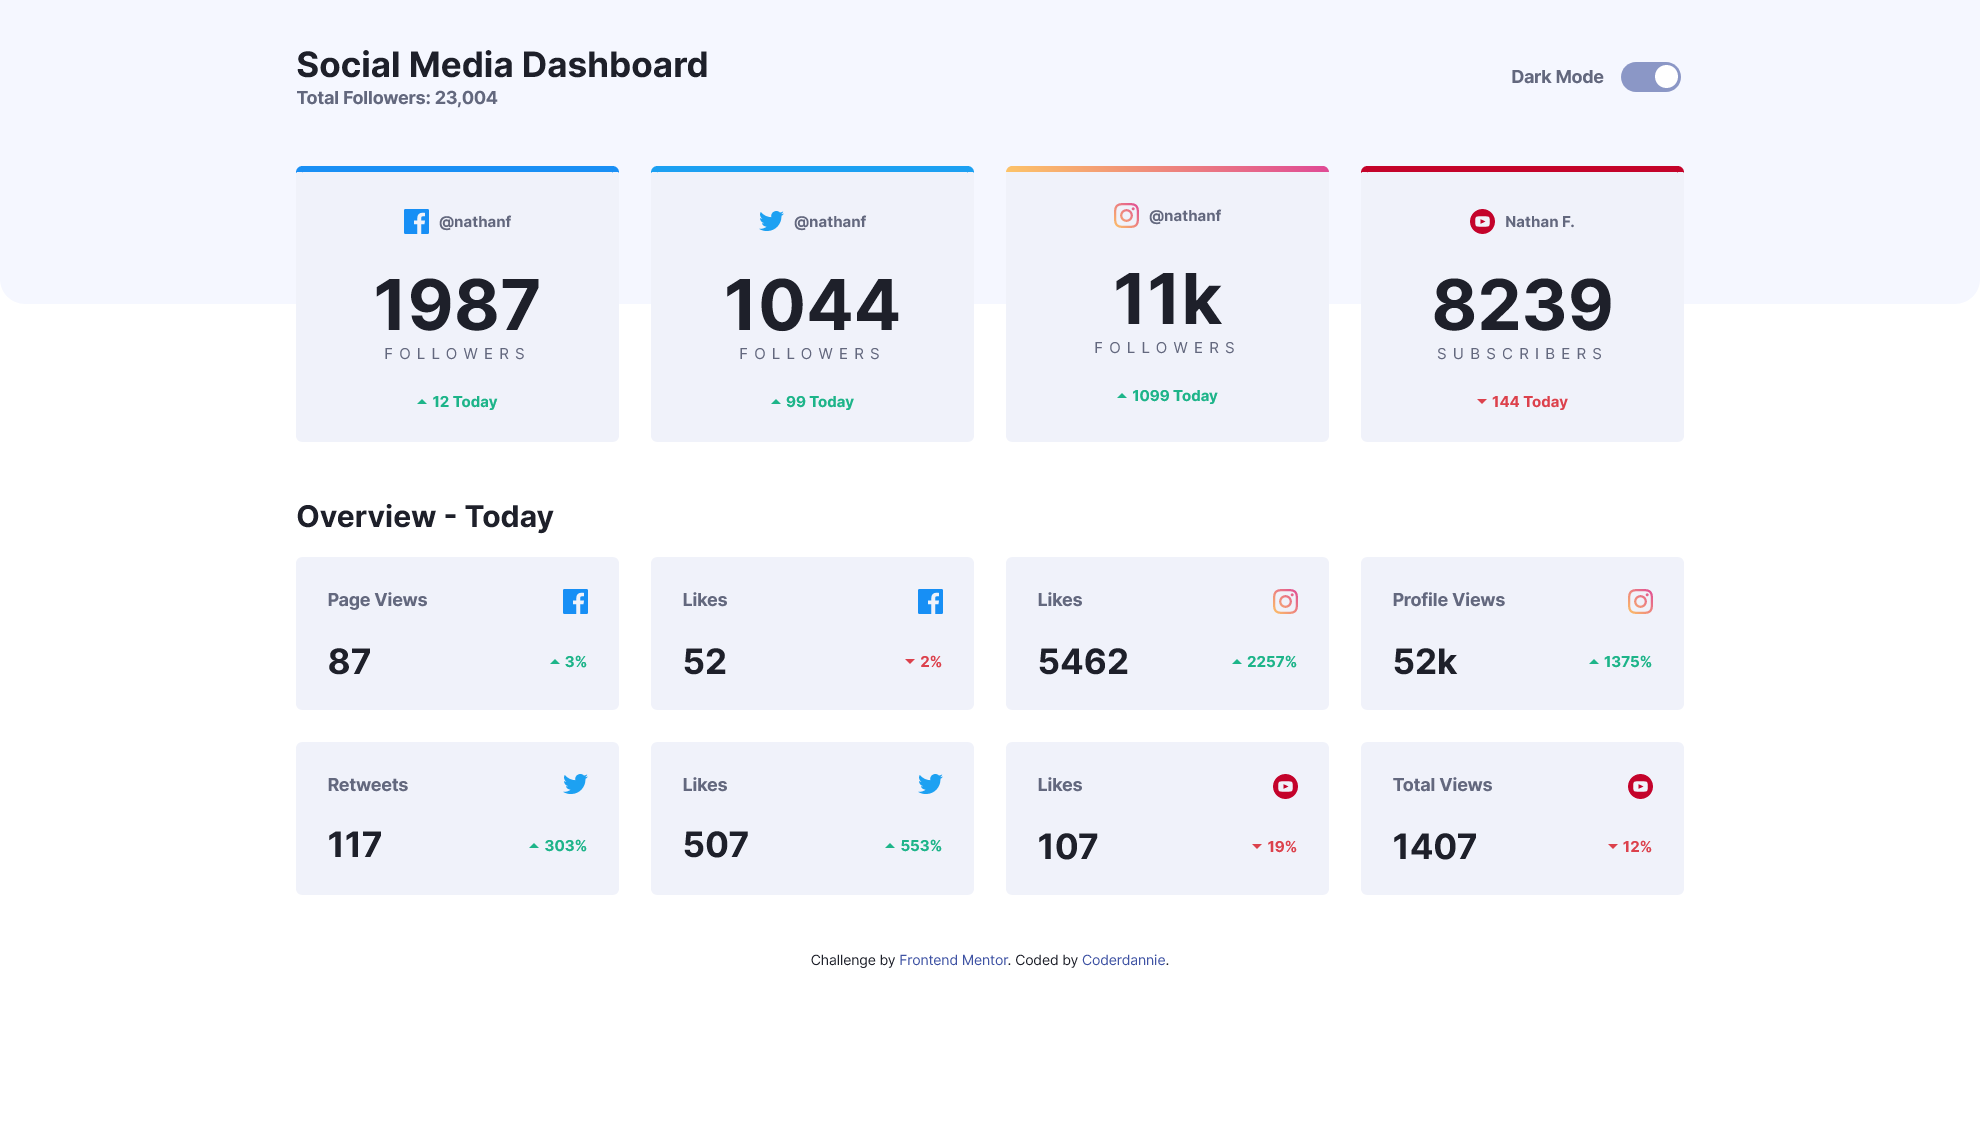 Social Media Dashboard
Total Followers: 23,004
Dark Mode
@nathanf
1987
FOLLOWERS
12 Today
@nathanf
1044
FOLLOWERS
99 Today
@nathanf
11k
FOLLOWERS
1099 Today
Nathan F.
8239
SUBSCRIBERS
144 Today
Overview - Today
Page Views
87
3%
Likes
52
2%
Likes
5462
2257%
Profile Views
52k
1375%
Retweets
117
303%
Likes
507
553%
Likes
107
19%
Total Views
1407
12%
Challenge by Frontend Mentor. Coded by Coderdannie.